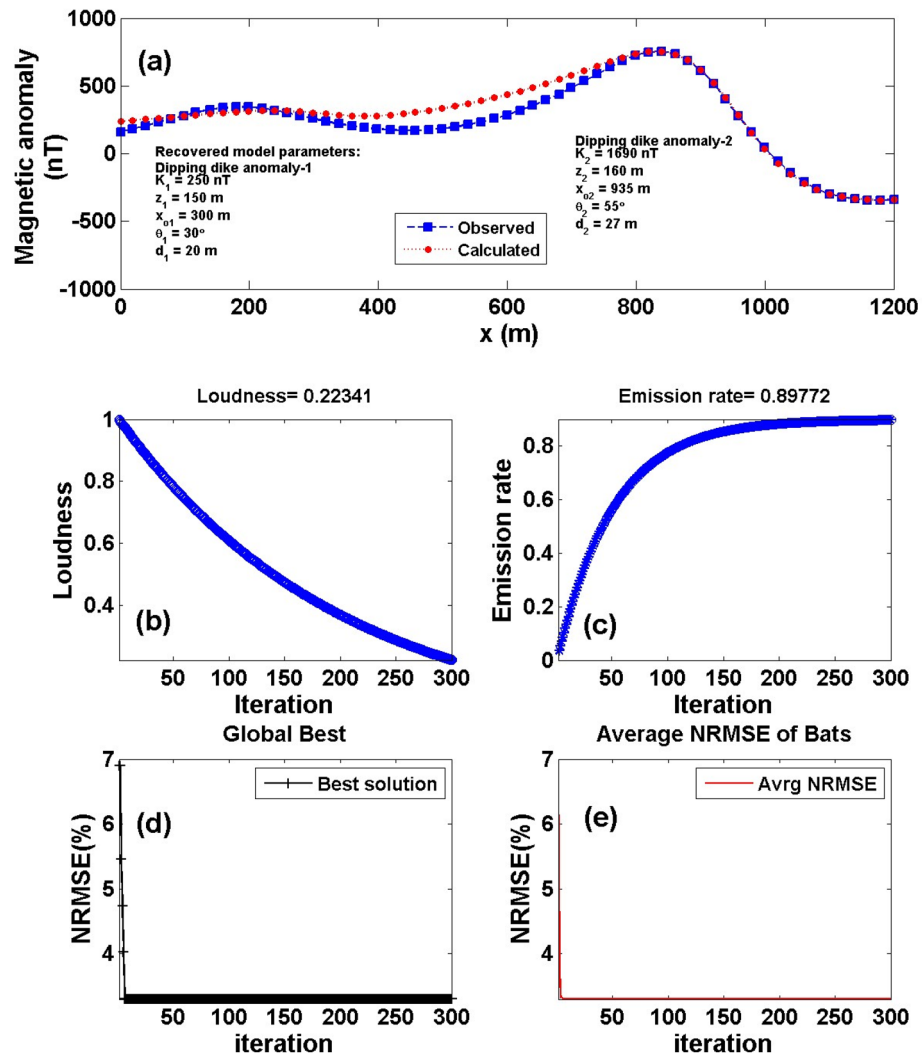 1000
500
0
-500
-1000
Magnetic anomaly
(nT)
(a)
Recovered model parameters:
Dipping dike anomaly-1
K1 = 250 nT
z1 = 150 m
xo1 = 300 m
θ1 = 30°
d1 = 20 m
Observed
Calculated
Dipping dike anomaly-2
K2 = 1690 nT
z2 = 160 m
xo2 = 935 m
θ2 = 55°
d2 = 27 m
0 200 400 600 800 1000 1200
x (m)
Loudness= 0.22341
1
0.8
0.6
0.4
Loudness
(b)
50 100 150 200 250 300
Iteration
Emission rate= 0.89772
0.8
0.6
0.4
0.2
0
Emission rate
(c)
50 100 150 200 250 300
Iteration
Global Best
7
6
5
4
NRMSE(%)
(d)
Best solution
50 100 150 200 250 300
iteration
Average NRMSE of Bats
7
6
5
4
NRMSE(%)
(e)
Avrg NRMSE
50 100 150 200 250 300
iteration